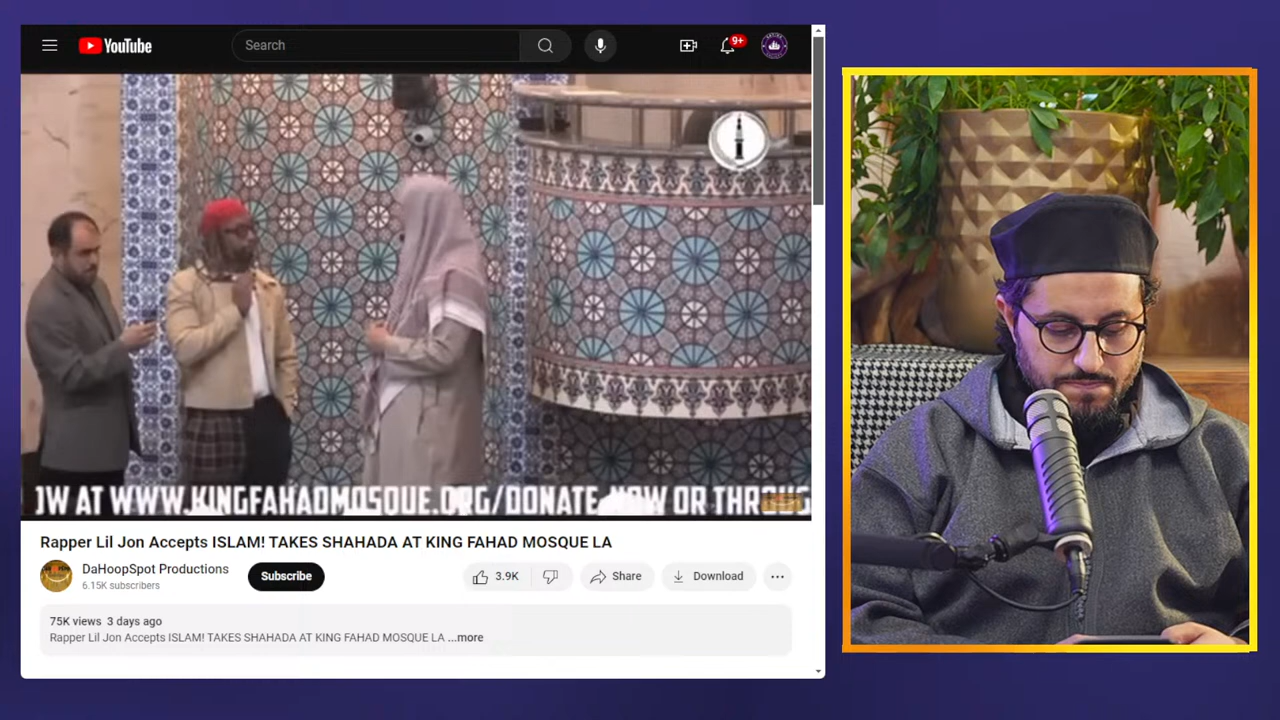 YouTube
Search
9+
JW AT WWW.KINGFAHADMOSQUE.ORG/DONATE-NOW OR THROUG
Rapper Lil Jon Accepts ISLAM! TAKES SHAHADA AT KING FAHAD MOSQUE LA
DaHoopSpot Productions
6.15K subscribers
Subscribe
3.9K
Share
Download
75K views 3 days ago
Rapper Lil Jon Accepts ISLAM! TAKES SHAHADA AT KING FAHAD MOSQUE LA ...more